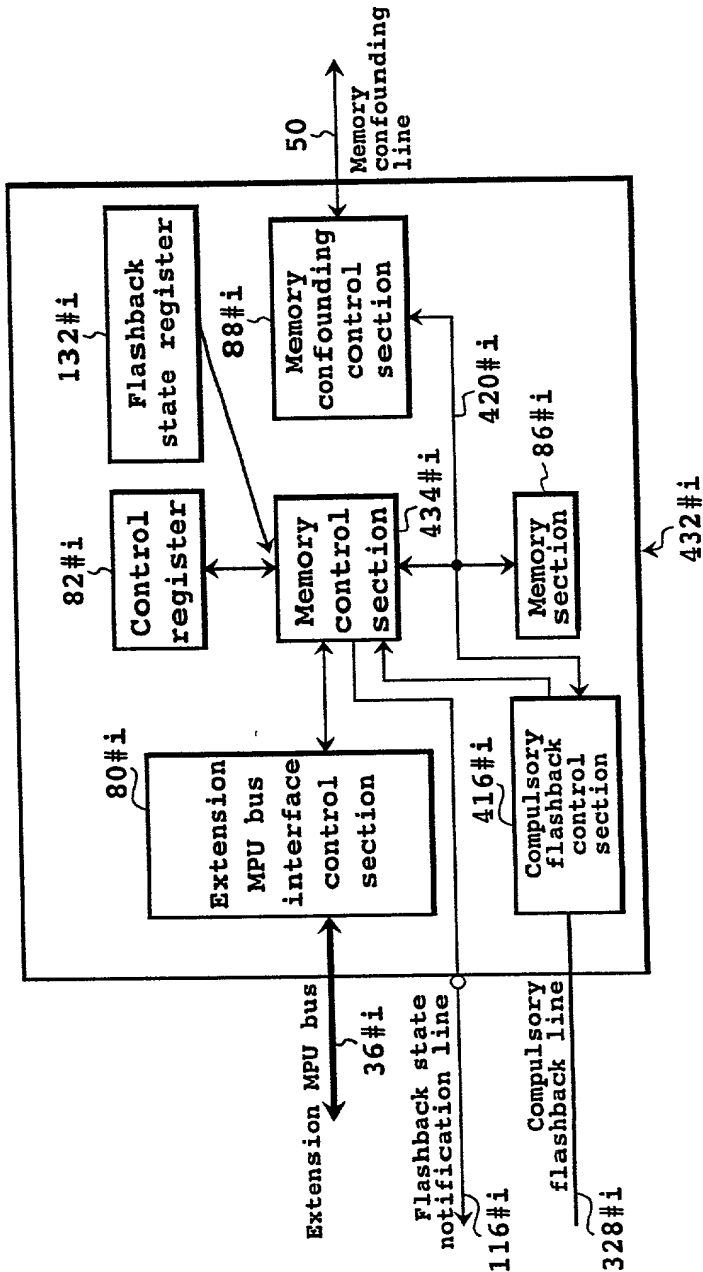 132#i
Flashback
state register
50
Memory
confounding
line
82#i
Control
register
88#i
Memory
confounding
control
section
80#i
Extension
MPU bus
interface
control
section
Memory
control
section
434#i
420#i
86#i
Memory
section
416#i
Compulsory
flashback
control
section
432#i
Extension MPU bus
36#i
Flashback state
notification line
116#i
Compulsory
flashback line
328#i